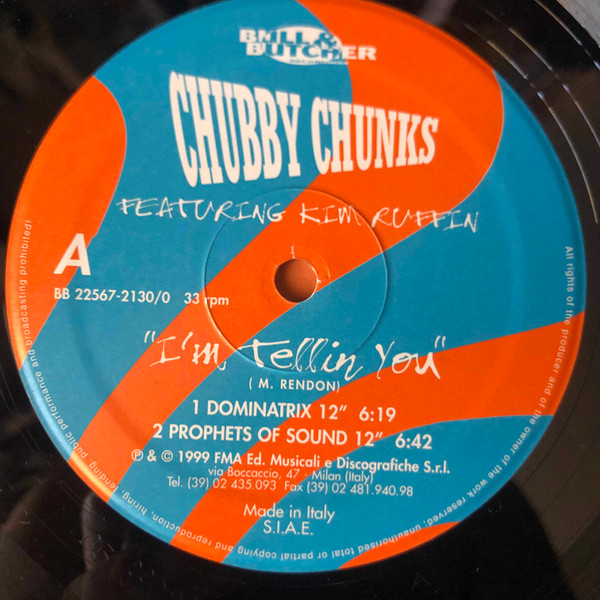 BULL &
BUTCHER
RECORDINGS
CHUBBY CHUNKS
FEATURING KIM RUFFIN
A
BB 22567-2130/0 33 rpm
"I'm Tellin You"
( M. RENDON)
1 DOMINATRIX 12" 6:19
2 PROPHETS OF SOUND 12" 6:42
℗ & © 1999 FMA Ed. Musicali e Discografiche S.r.l.
via Boccaccio, 47 - Milan (Italy)
Tel. (39) 02 435.093 Fax (39) 02 481.940.98
Made in Italy
S.I.A.E.
All rights of the producer and of the owner of the work reserved. unauthorised total or partial copying and reproduction, hiring, lending, public performance and broadcasting prohibited!